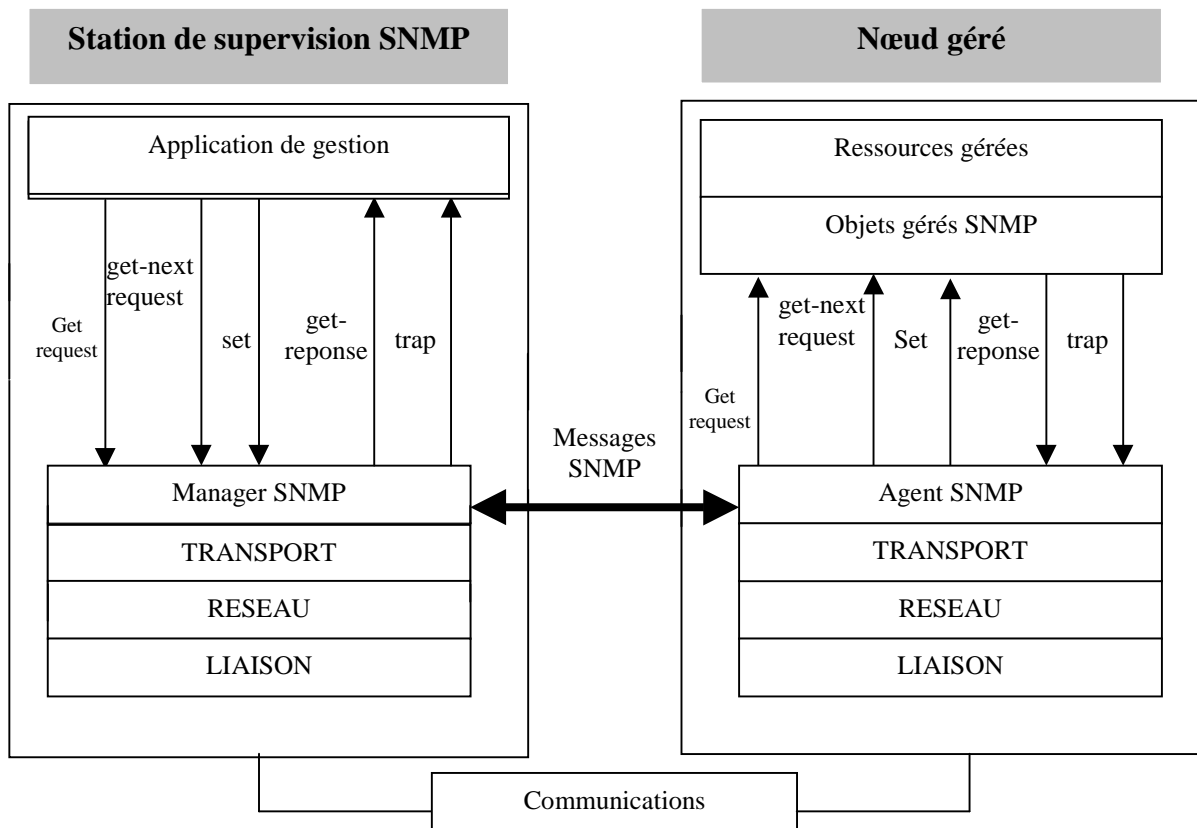 Station de supervision SNMP
Nœud géré
Application de gestion
Ressources gérées
Objets gérés SNMP
get-next
request
Get
request
set
get-
reponse
trap
get-next
request
Get
request
Set
get-
reponse
trap
Messages
SNMP
Manager SNMP
TRANSPORT
RESEAU
LIAISON
Agent SNMP
TRANSPORT
RESEAU
LIAISON
Communications